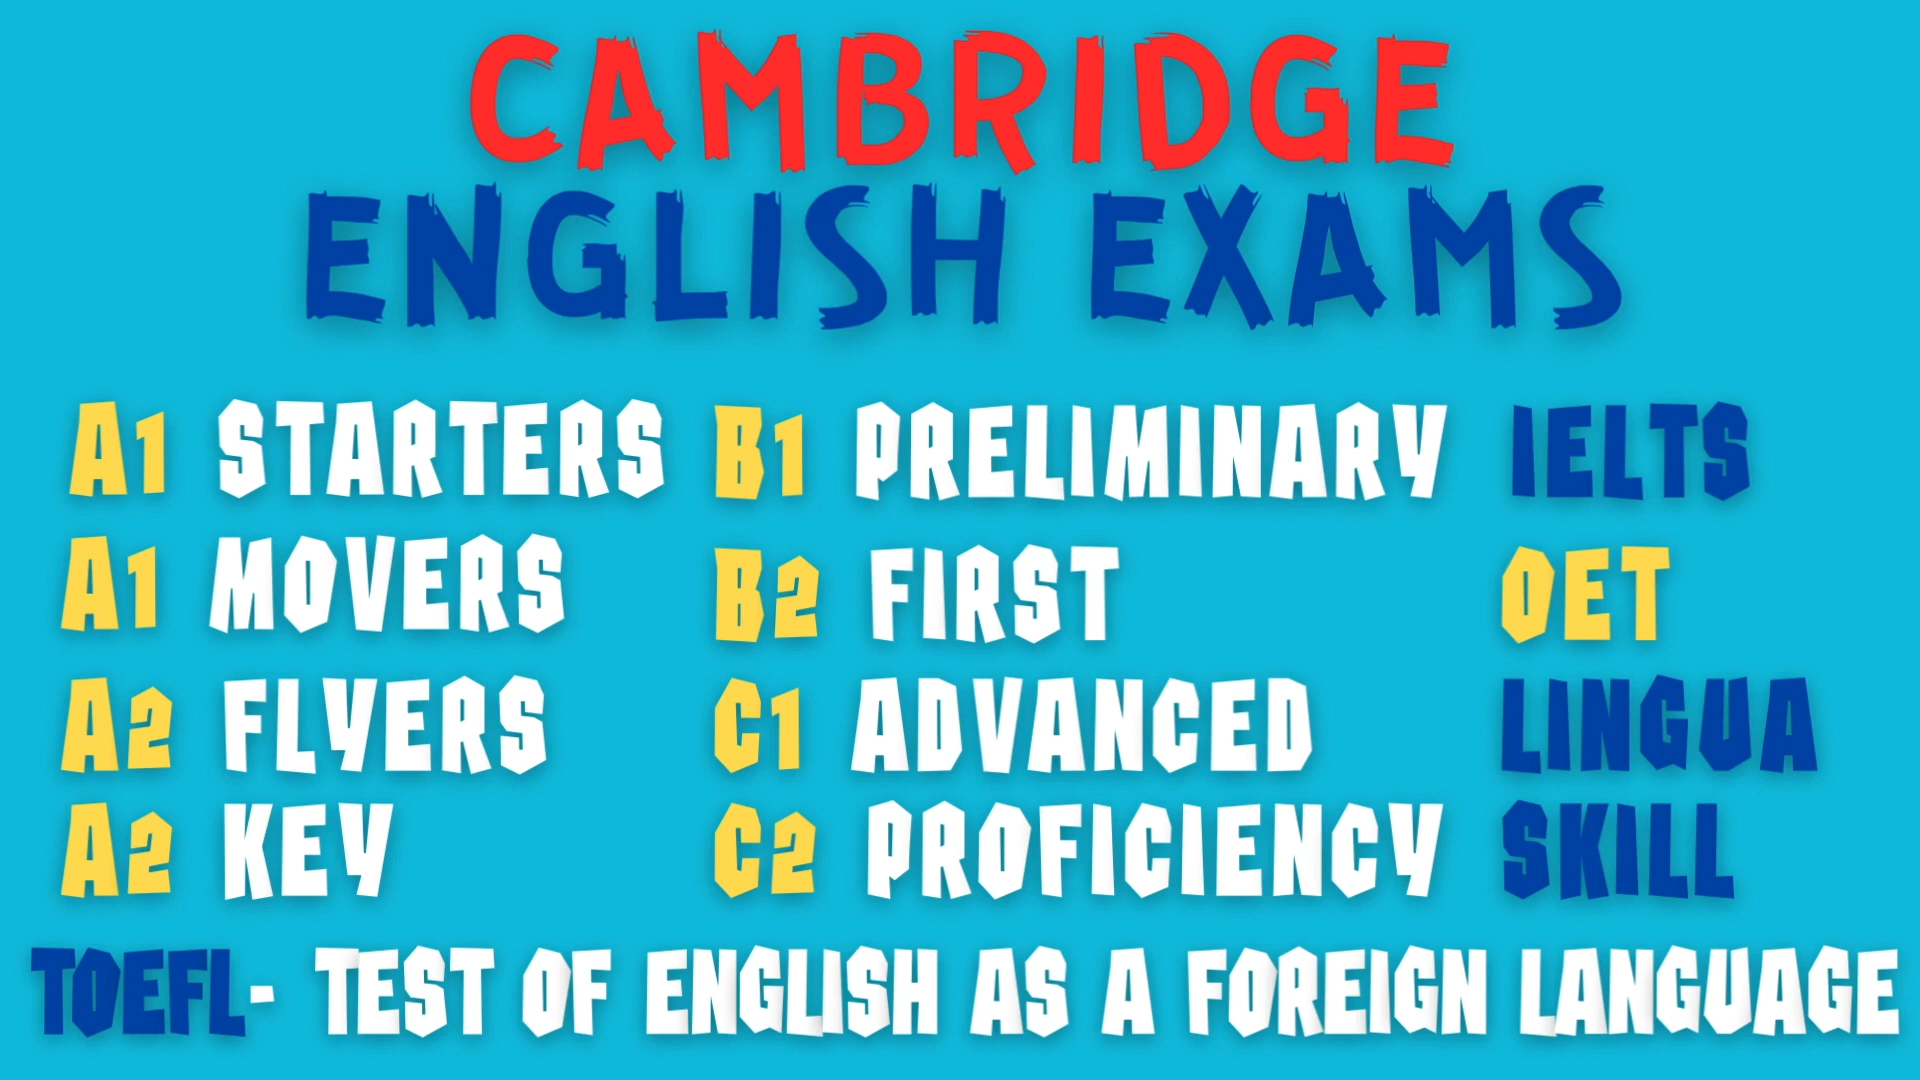 CAMBRIDGE
ENGLISH EXAMS
A1 STARTERS
A1 MOVERS
A2 FLYERS
A2 KEY
B1 PRELIMINARY
B2 FIRST
C1 ADVANCED
C2 PROFICIENCY
IELTS
OET
LINGUA
SKILL
TOEFL- TEST OF ENGLISH AS A FOREIGN LANGUAGE